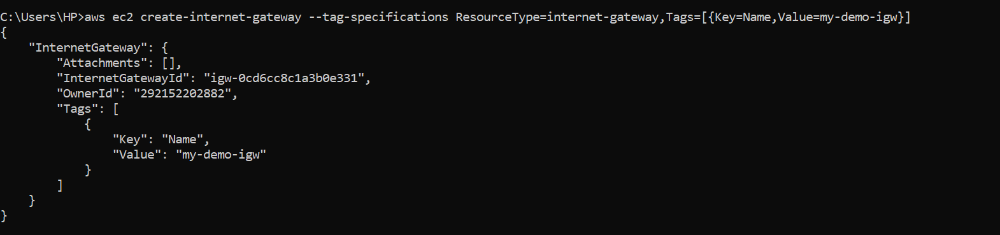 C:\Users\HP>aws ec2 create-internet-gateway --tag-specifications ResourceType=internet-gateway,Tags=[{Key=Name,Value=my-demo-igw}]
{
    "InternetGateway": {
        "Attachments": [],
        "InternetGatewayId": "igw-0cd6cc8c1a3b0e331",
        "OwnerId": "292152202882",
        "Tags": [
            {
                "Key": "Name",
                "Value": "my-demo-igw"
            }
        ]
    }
}